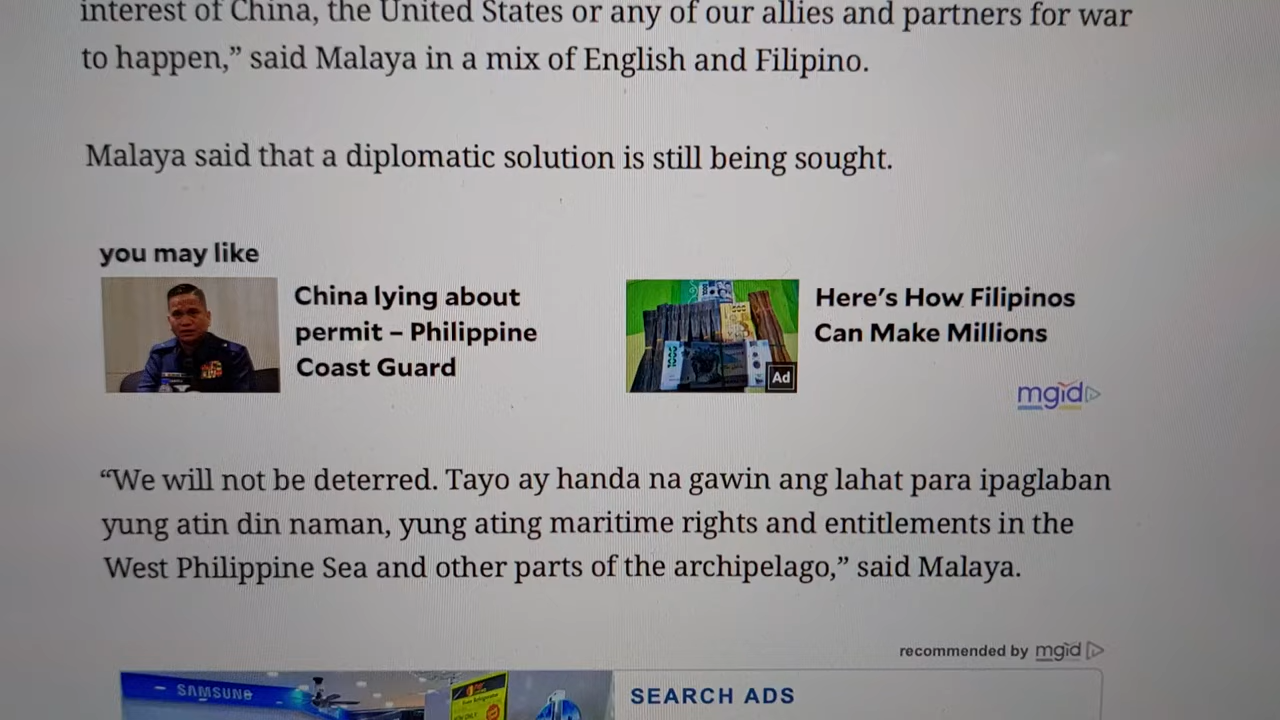 interest of China, the United States or any of our allies and partners for war
to happen,” said Malaya in a mix of English and Filipino.
Malaya said that a diplomatic solution is still being sought.
you may like
China lying about
permit – Philippine
Coast Guard
Here’s How Filipinos
Can Make Millions
Ad
mgid
“We will not be deterred. Tayo ay handa na gawin ang lahat para ipaglaban
yung atin din naman, yung ating maritime rights and entitlements in the
West Philippine Sea and other parts of the archipelago,” said Malaya.
recommended by mgid
SAMSUNG
SEARCH ADS